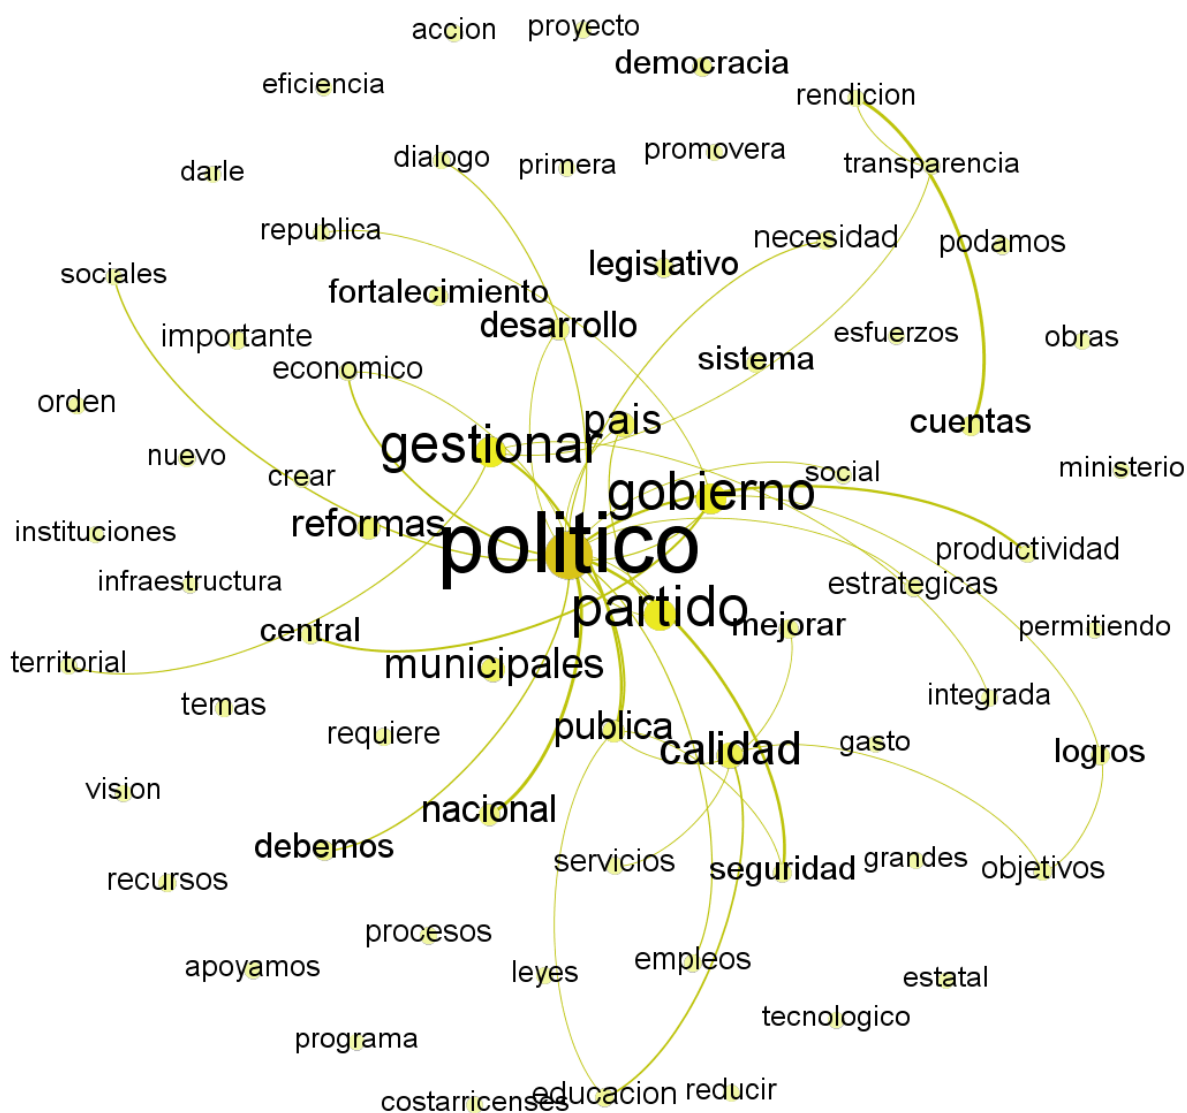 accion
proyecto
democracia
eficiencia
rendicion
dialogo
primera
promovera
transparencia
darle
republica
necesidad
podamos
sociales
legislativo
fortalecimiento
importante
desarrollo
esfuerzos
obras
economico
sistema
orden
gestionar
pais
cuentas
nuevo
crear
social
ministerio
gobierno
instituciones
reformas
politico
productividad
infraestructura
estrategicas
central
partido
mejorar
permitiendo
territorial
municipales
temas
integrada
requiere
publica
calidad
gasto
logros
vision
nacional
debemos
servicios
seguridad
grandes
objetivos
recursos
procesos
apoyamos
leyes
empleos
estatal
tecnologico
programa
costarricenses
educacion
reducir